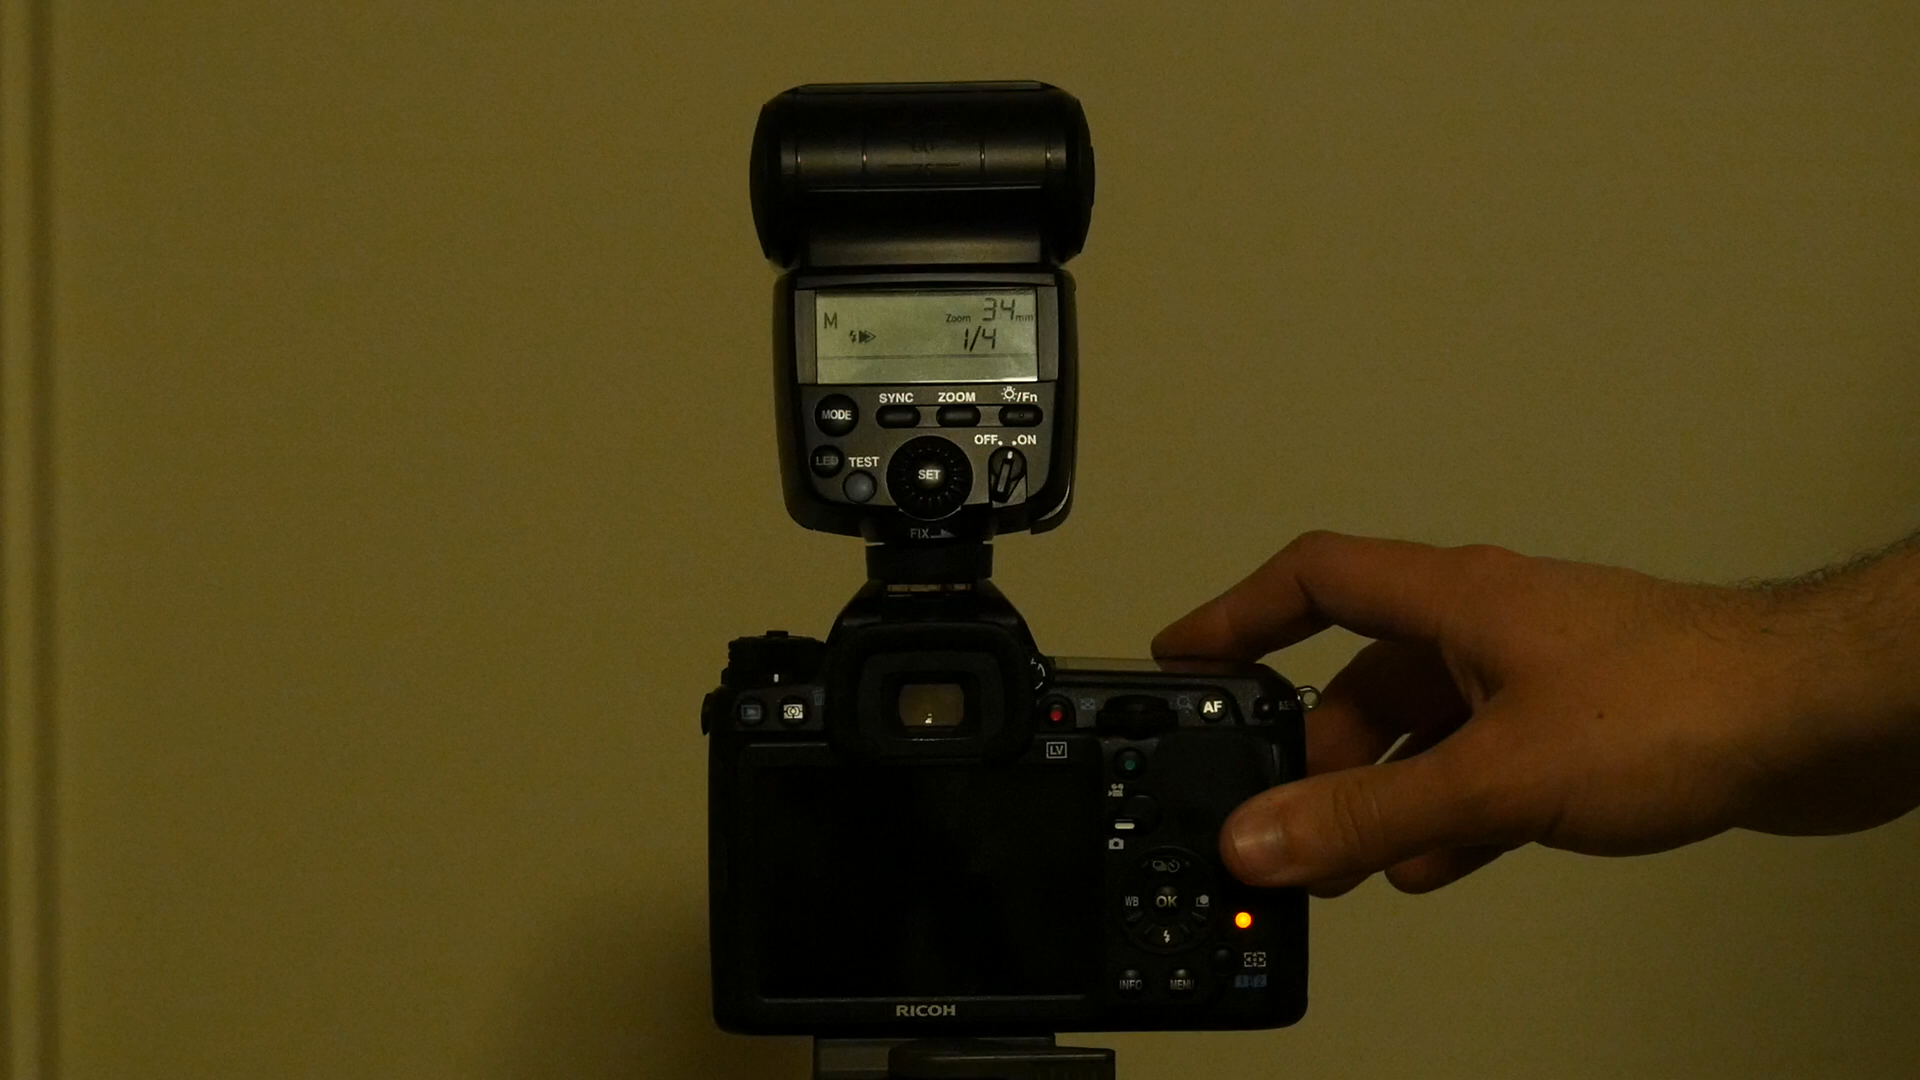 M Zoom 34mm
1/4
SYNC ZOOM /Fn
MODE
OFF ON
LED TEST
SET
FIX
AF
LV
WB OK
INFO MENU
RICOH